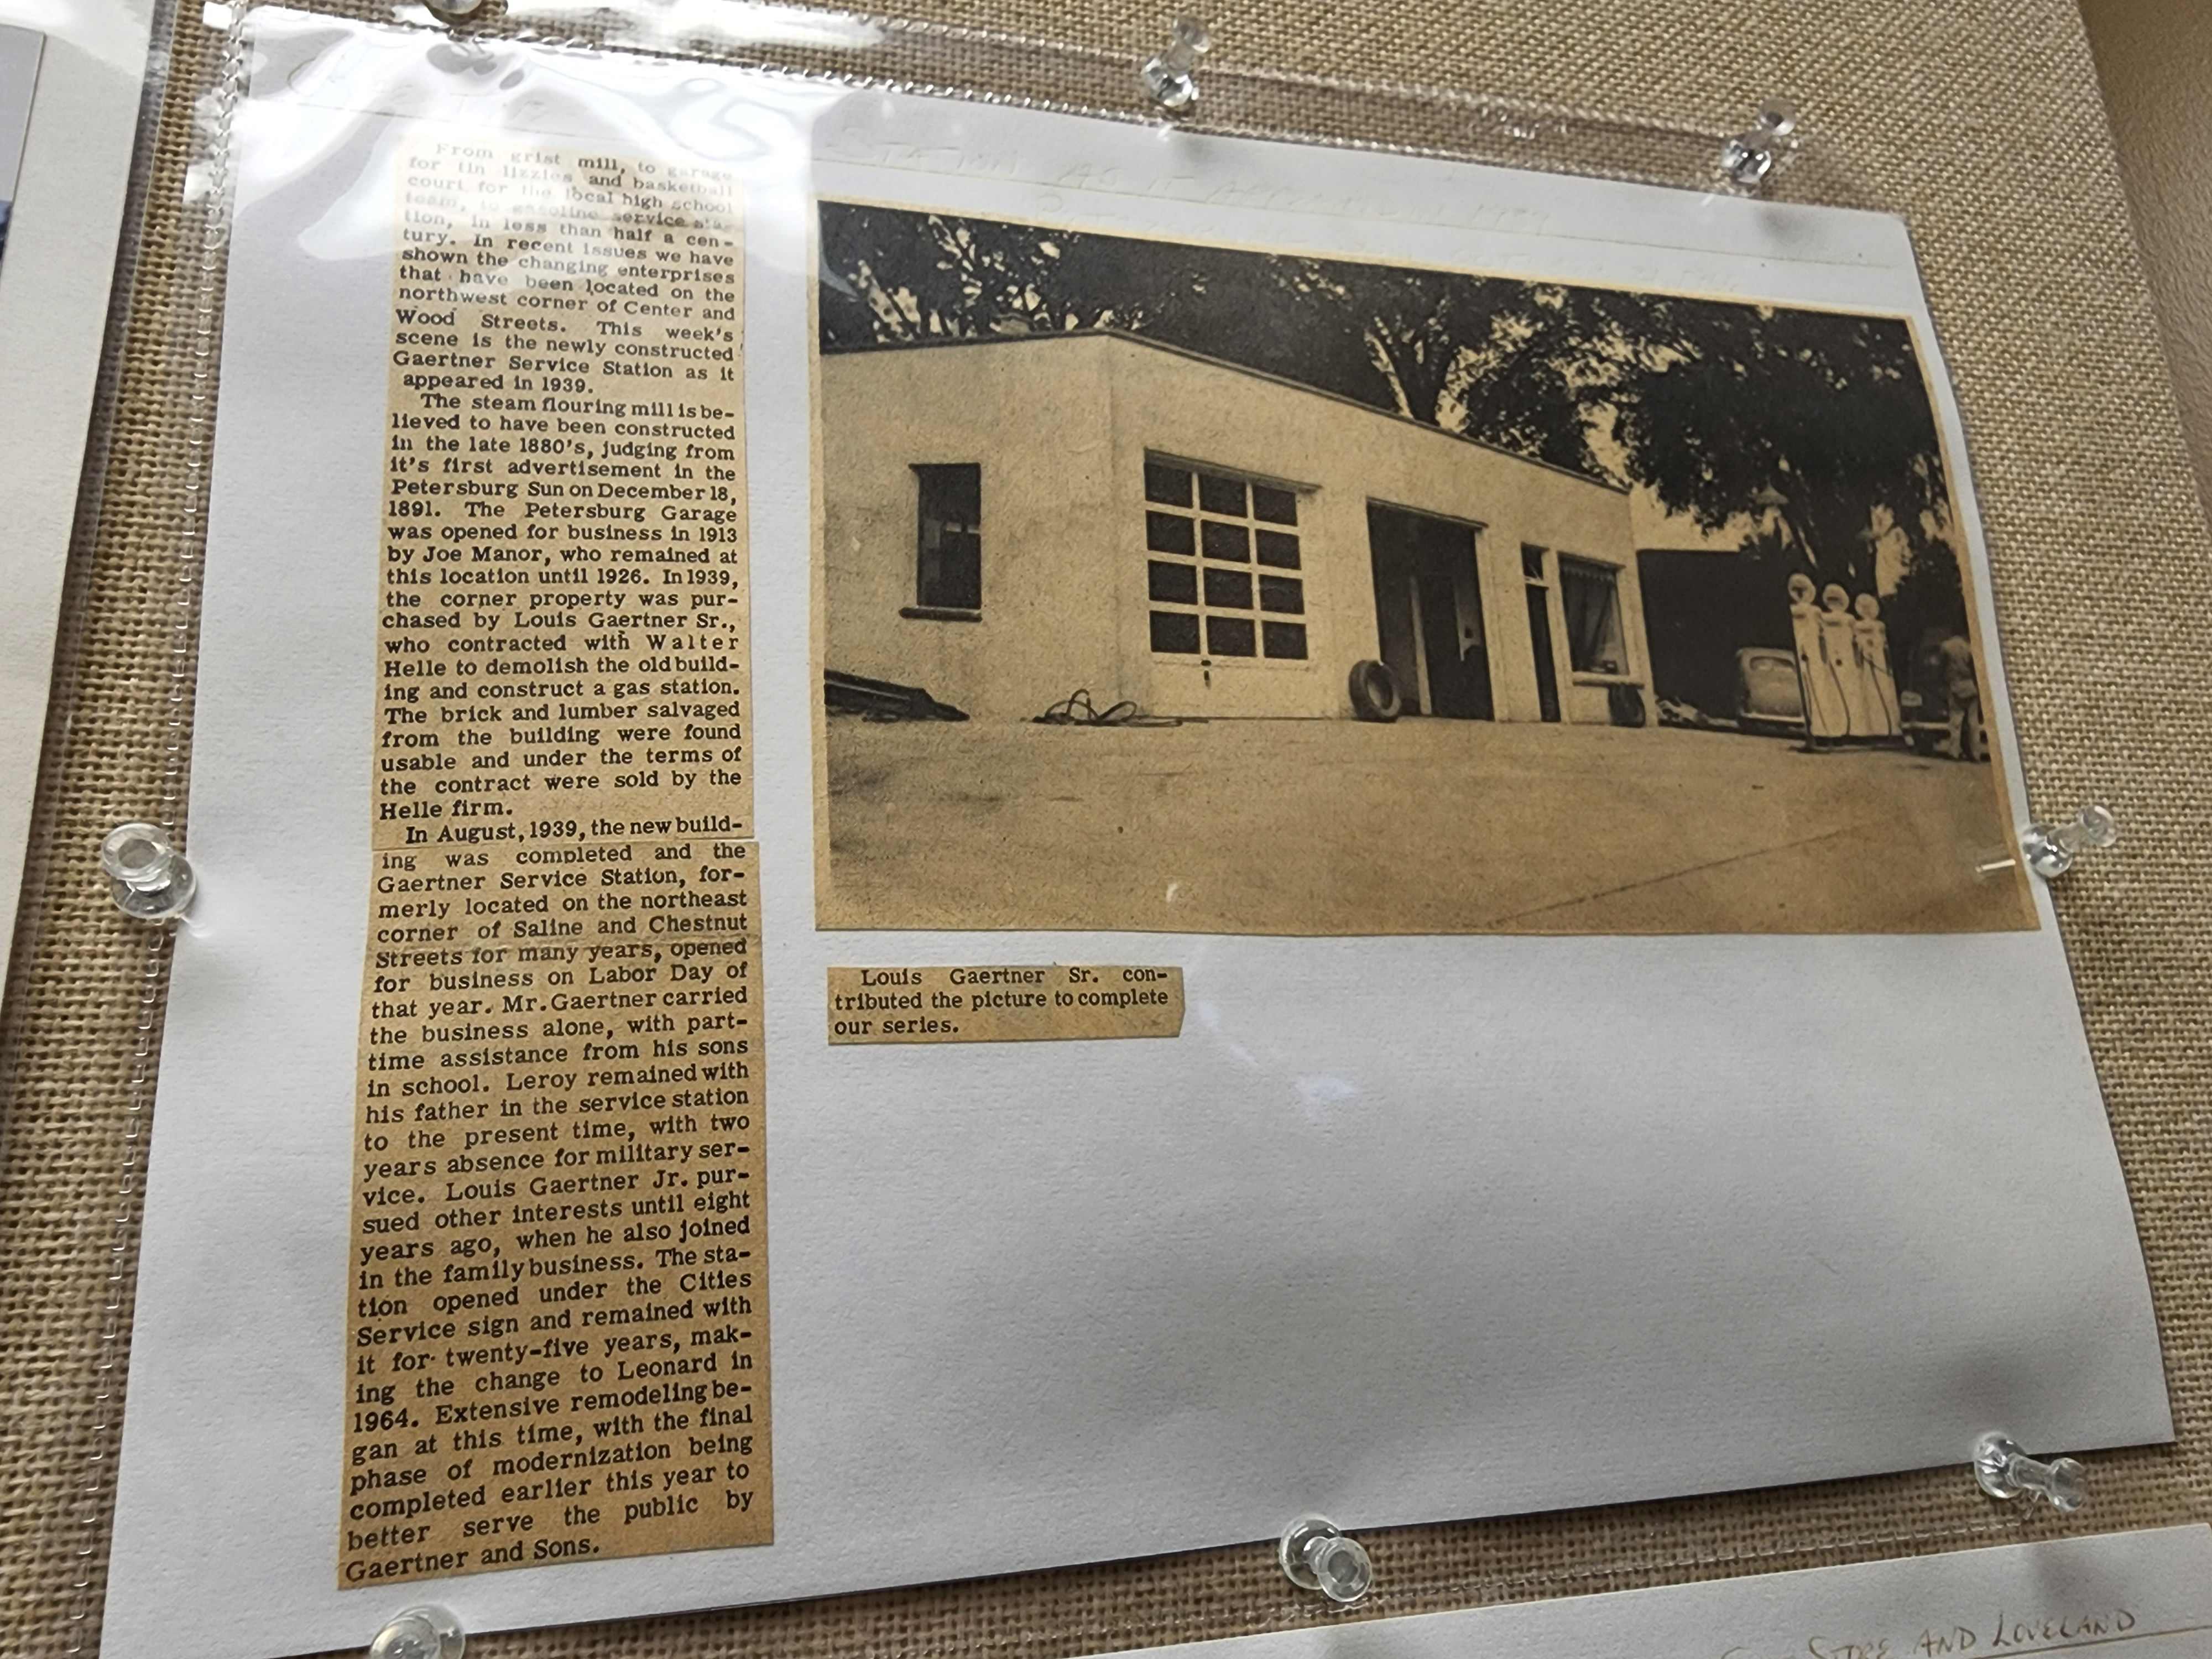 From grist mill, to garage
for tin lizzies and basketball
court for the local high school
team, to gasoline service sta-
tion, in less than half a cen-
tury. In recent issues we have
shown the changing enterprises
that have been located on the
northwest corner of Center and
Wood Streets. This week's
scene is the newly constructed
Gaertner Service Station as it
appeared in 1939.
The steam flouring mill is be-
lieved to have been constructed
in the late 1880's, judging from
it's first advertisement in the
Petersburg Sun on December 18,
1891. The Petersburg Garage
was opened for business in 1913
by Joe Manor, who remained at
this location until 1926. In 1939,
the corner property was pur-
chased by Louis Gaertner Sr.,
who contracted with Walter
Helle to demolish the old build-
ing and construct a gas station.
The brick and lumber salvaged
from the building were found
usable and under the terms of
the contract were sold by the
Helle firm.
In August, 1939, the new build-
ing was completed and the
Gaertner Service Station, for-
merly located on the northeast
corner of Saline and Chestnut
Streets for many years, opened
for business on Labor Day of
that year. Mr. Gaertner carried
the business alone, with part-
time assistance from his sons
in school. Leroy remained with
his father in the service station
to the present time, with two
years absence for military ser-
vice. Louis Gaertner Jr. pur-
sued other interests until eight
years ago, when he also joined
in the family business. The sta-
tion opened under the Cities
Service sign and remained with
it for twenty-five years, mak-
ing the change to Leonard in
1964. Extensive remodeling be-
gan at this time, with the final
phase of modernization being
completed earlier this year to
better serve the public by
Gaertner and Sons.
Louis Gaertner Sr. con-
tributed the picture to complete
our series.
STORE AND LOVELAND